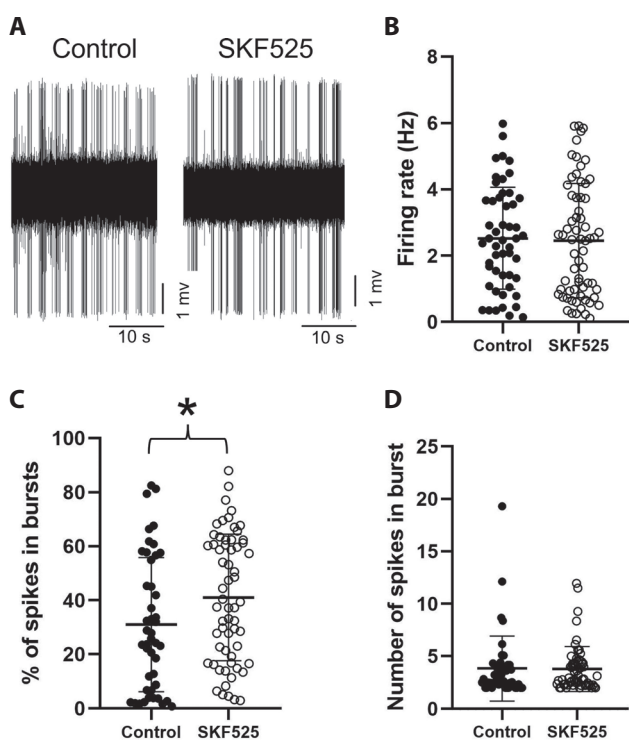 A
Control
SKF525
1 mv
1 mv
10 s
10 s
B
Firing rate (Hz)
8
6
4
2
0
Control
SKF525
C
*
% of spikes in bursts
100
80
60
40
20
0
Control
SKF525
D
Number of spikes in burst
25
20
15
10
5
0
Control
SKF525